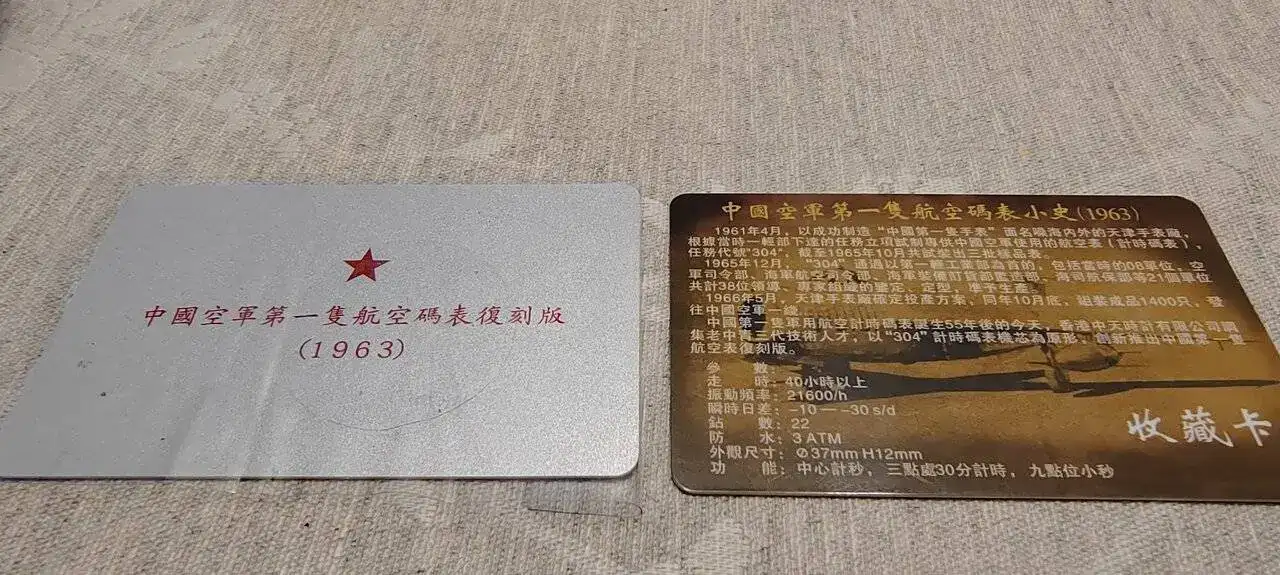 中國空軍第一隻航空碼表復刻版
(1963)
中國空軍第一隻航空碼表小史(1963)
1961年4月，以成功制造“中國第一隻手表”而名噪海内外的天津手表廠，
根據當時一輕部下達的任務立項試制專供中國空軍使用的航空表（計時碼表），
任務代號“304”，截至1965年10月共試裝出三批樣品表。
1965年12月，“304”通過以第一輕工業部為首的，包括當時的08單位，空
軍司令部、海軍航空司令部、海軍裝備訂貨部
等21個單位
共計38位領導、專家組織的鑒定、定型，準予生產。
1966年5月，天津手表廠確定投產方案，同年10月底，組裝成品1400只，發
往中國空軍一綫。
中國第一隻軍用航空計時碼表誕生55年後的今天，香港中天時計有限公司調
集老中青三代技術人才，以“304”計時碼表機芯為原形，創新推出中國第一隻
航空表復刻版。
參 數：
走 時：40小時以上
振動頻率：21600/h
瞬時日差：-10 — -30 s/d
鉆 數：22
防 水：3 ATM
外觀尺寸：Φ37mm H12mm
功 能：中心計秒，三點處30分計時，九點位小秒
收藏卡